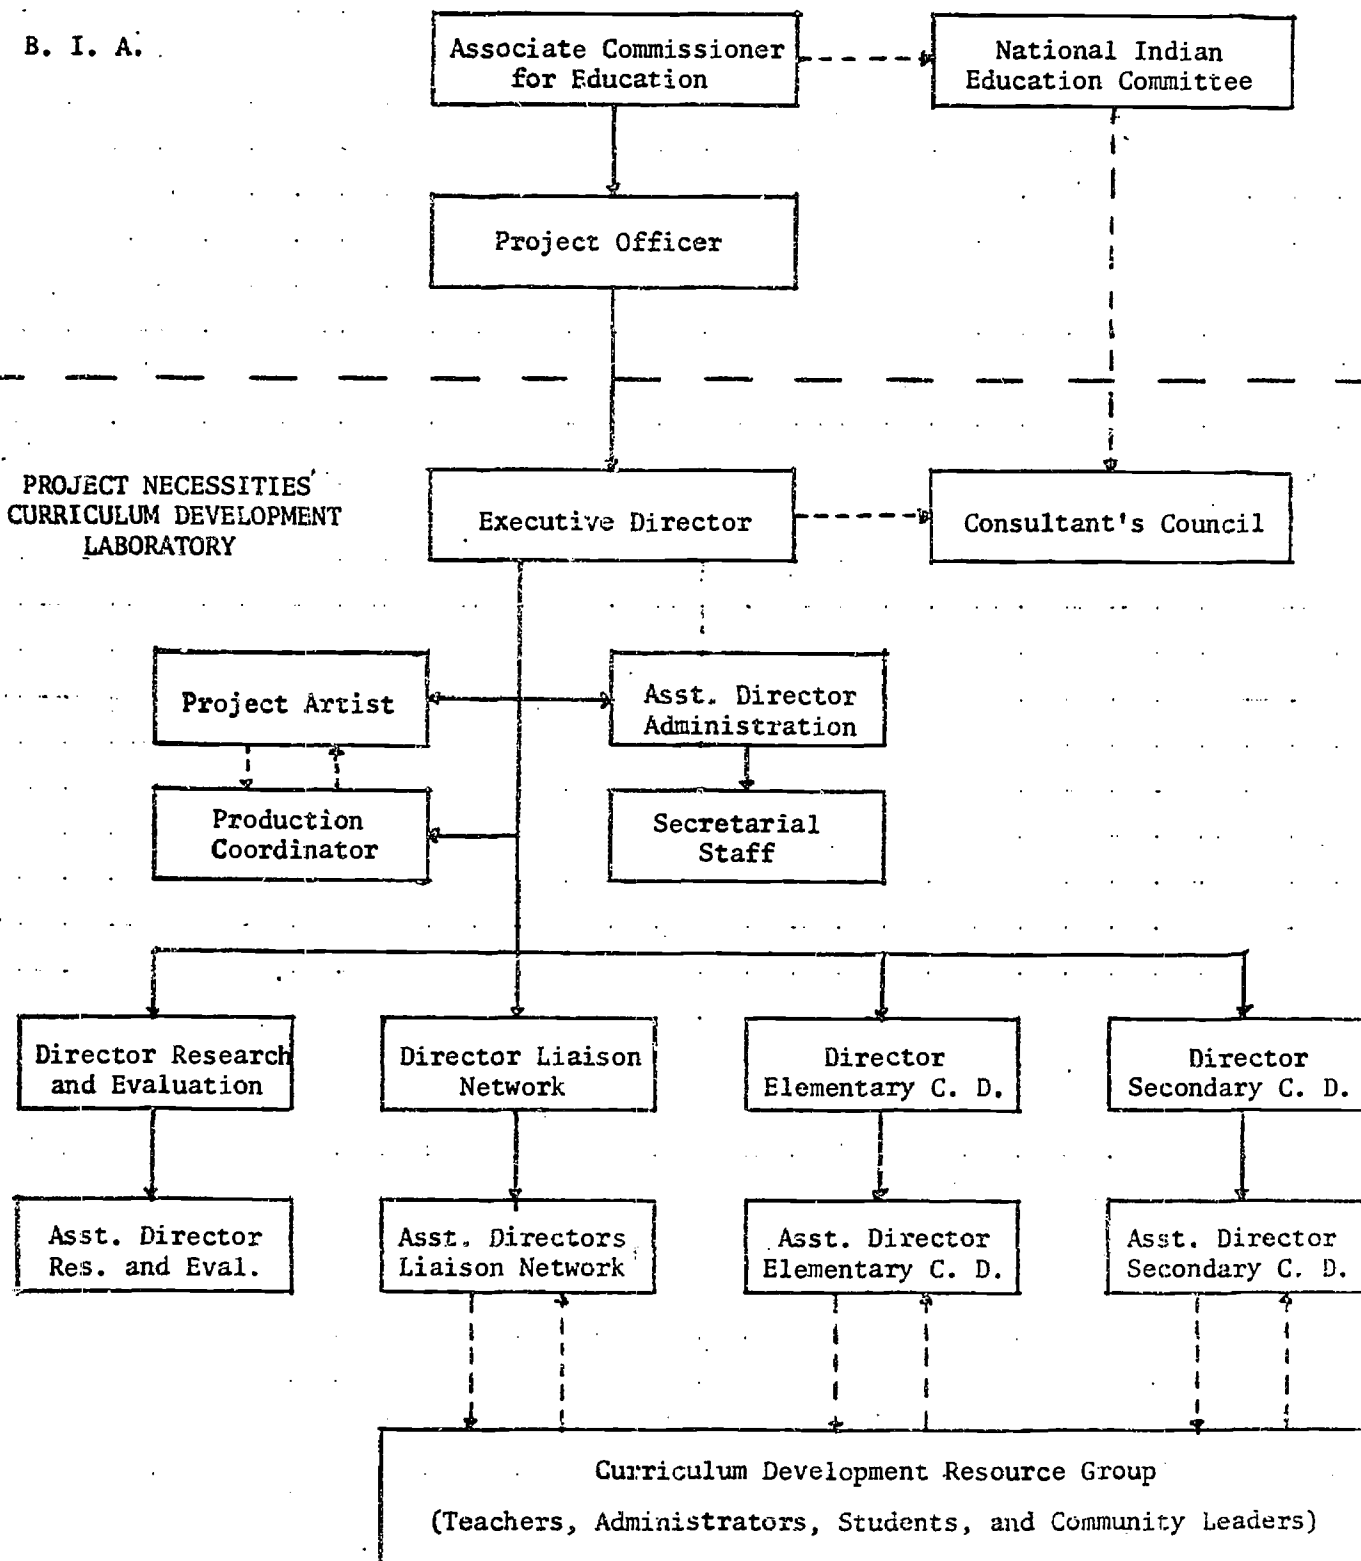 B. I. A.
Associate Commissioner
for Education
National Indian
Education Committee
Project Officer
PROJECT NECESSITIES
CURRICULUM DEVELOPMENT
LABORATORY
Executive Director
Consultant's Council
Project Artist
Asst. Director
Administration
Production
Coordinator
Secretarial
Staff
Director Research
and Evaluation
Director Liaison
Network
Director
Elementary C. D.
Director
Secondary C. D.
Asst. Director
Res. and Eval.
Asst. Directors
Liaison Network
Asst. Director
Elementary C. D.
Asst. Director
Secondary C. D.
Curriculum Development Resource Group
(Teachers, Administrators, Students, and Community Leaders)